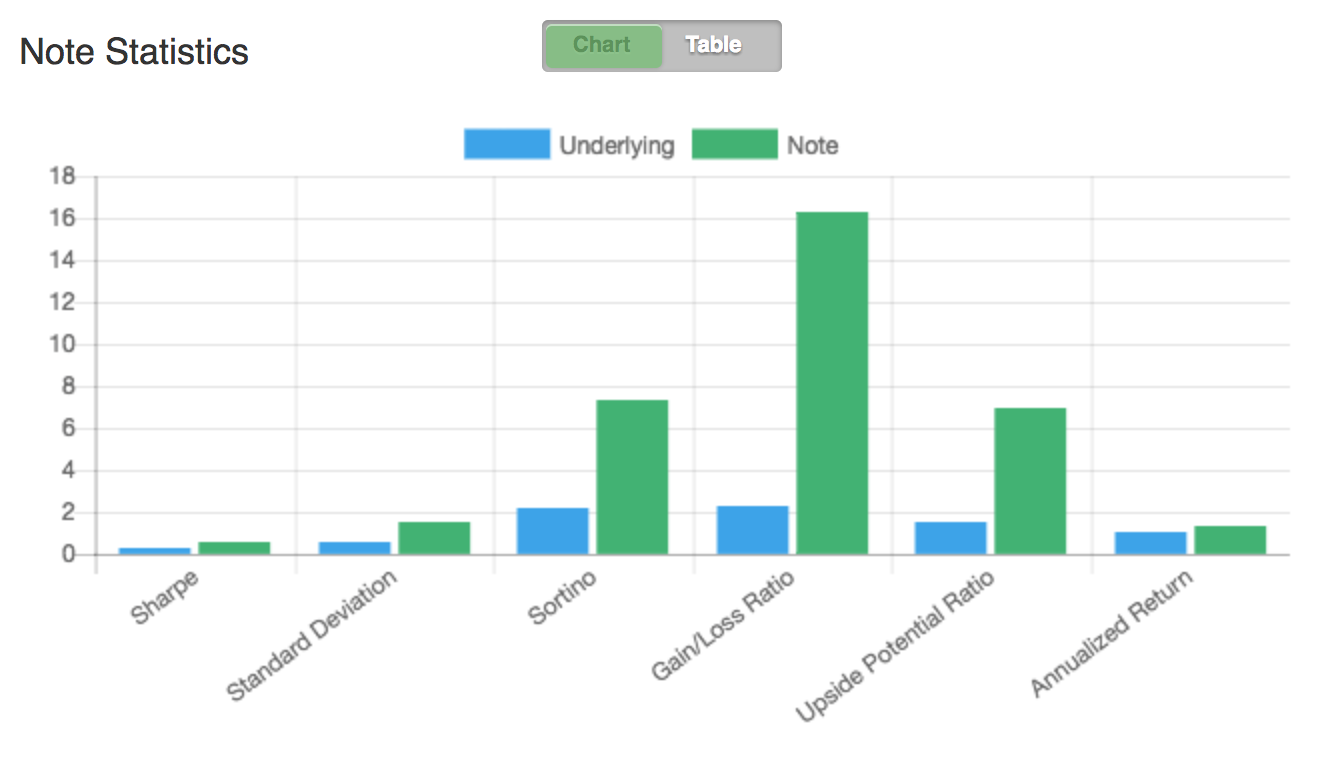 Note Statistics
Chart Table
Underlying Note
18
16
14
12
10
8
6
4
2
0
Sharpe
Standard Deviation
Sortino
Gain/Loss Ratio
Upside Potential Ratio
Annualized Return